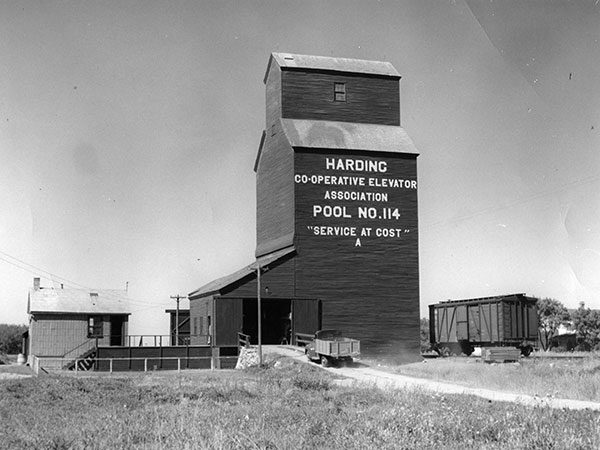 HARDING
CO-OPERATIVE ELEVATOR
ASSOCIATION
POOL NO. 114
"SERVICE AT COST"
A